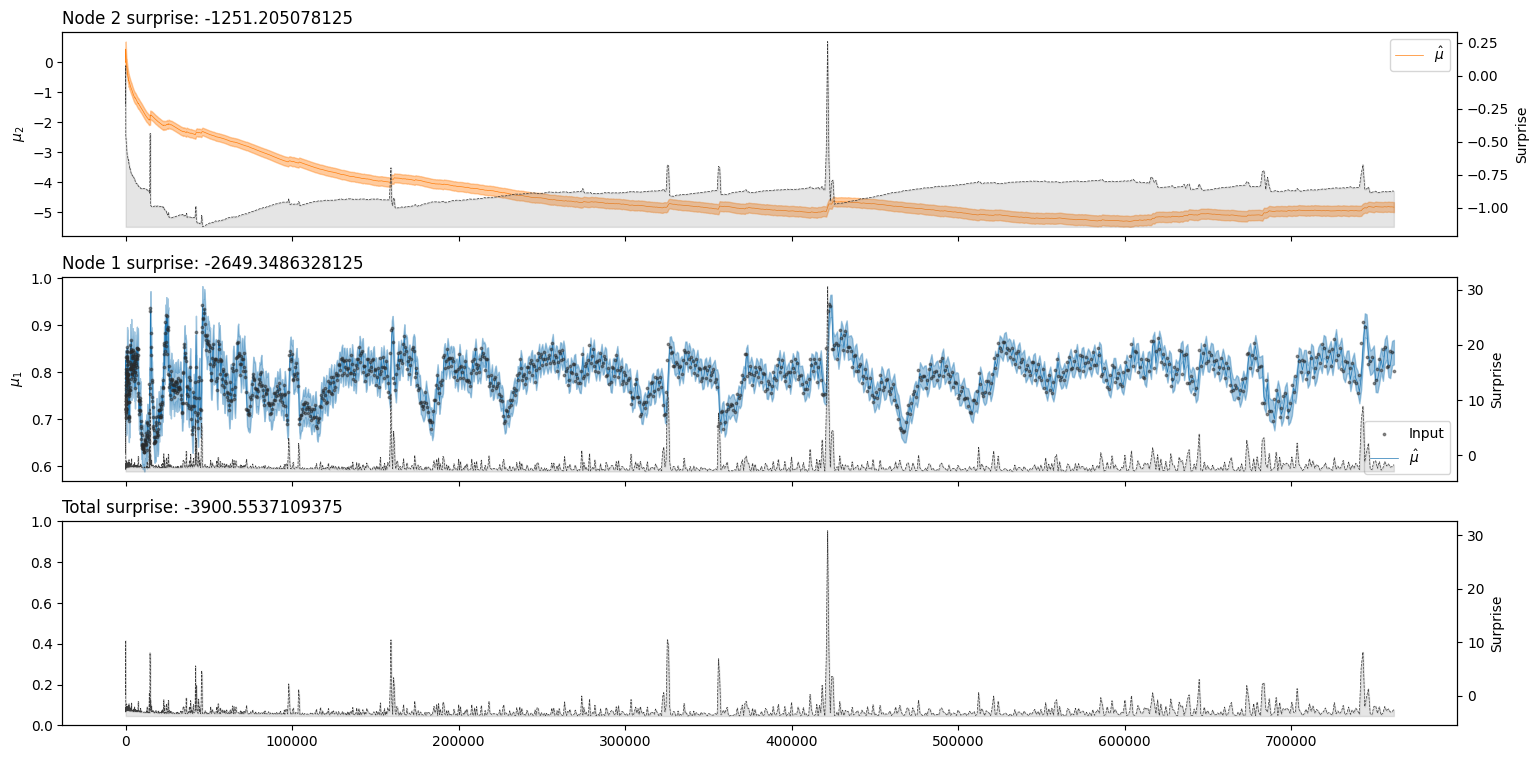 Node 2 surprise: -1251.205078125
0
−1
−2
−3
−4
−5
μ2
μ̂
0.25
0.00
−0.25
−0.50
−0.75
−1.00
Surprise
Node 1 surprise: -2649.3486328125
1.0
0.9
0.8
0.7
0.6
μ1
Input
μ̂
30
20
10
0
Surprise
Total surprise: -3900.5537109375
1.0
0.8
0.6
0.4
0.2
0.0
30
20
10
0
Surprise
0 100000 200000 300000 400000 500000 600000 700000